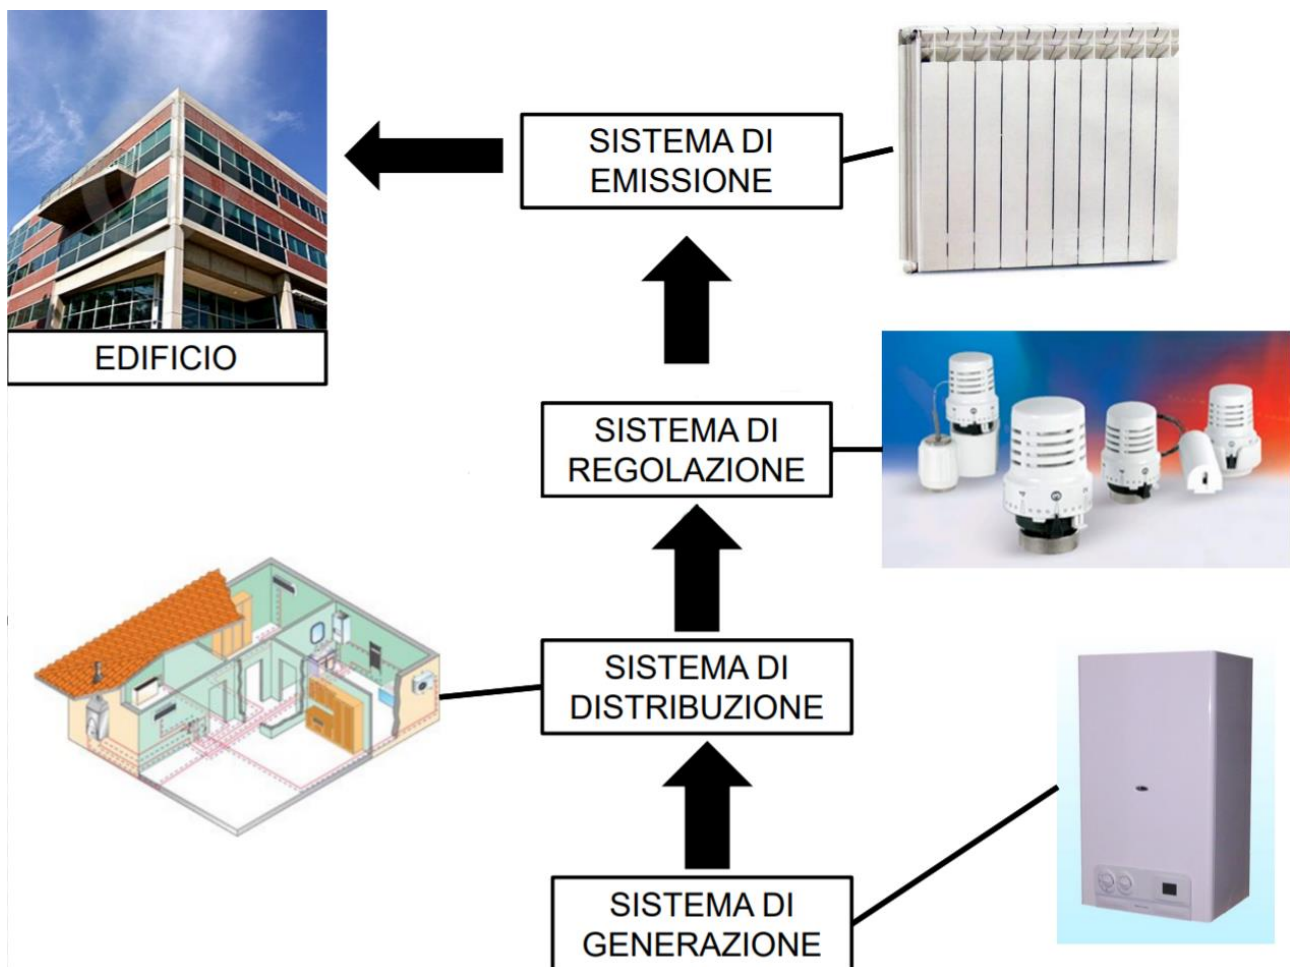 SISTEMA DI
EMISSIONE
EDIFICIO
SISTEMA DI
REGOLAZIONE
SISTEMA DI
DISTRIBUZIONE
SISTEMA DI
GENERAZIONE